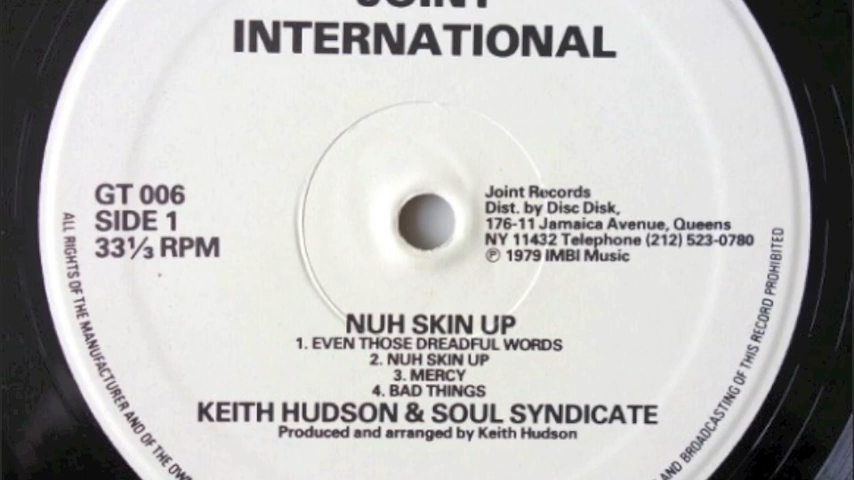 JOINT
INTERNATIONAL
GT 006
SIDE 1
33⅓ RPM
Joint Records
Dist. by Disc Disk,
176-11 Jamaica Avenue, Queens
NY 11432 Telephone (212) 523-0780
℗ 1979 IMBI Music
NUH SKIN UP
1. EVEN THOSE DREADFUL WORDS
2. NUH SKIN UP
3. MERCY
4. BAD THINGS
KEITH HUDSON & SOUL SYNDICATE
Produced and arranged by Keith Hudson
ALL RIGHTS OF THE MANUFACTURER AND OF THE
AND BROADCASTING OF THIS RECORD PROHIBITED